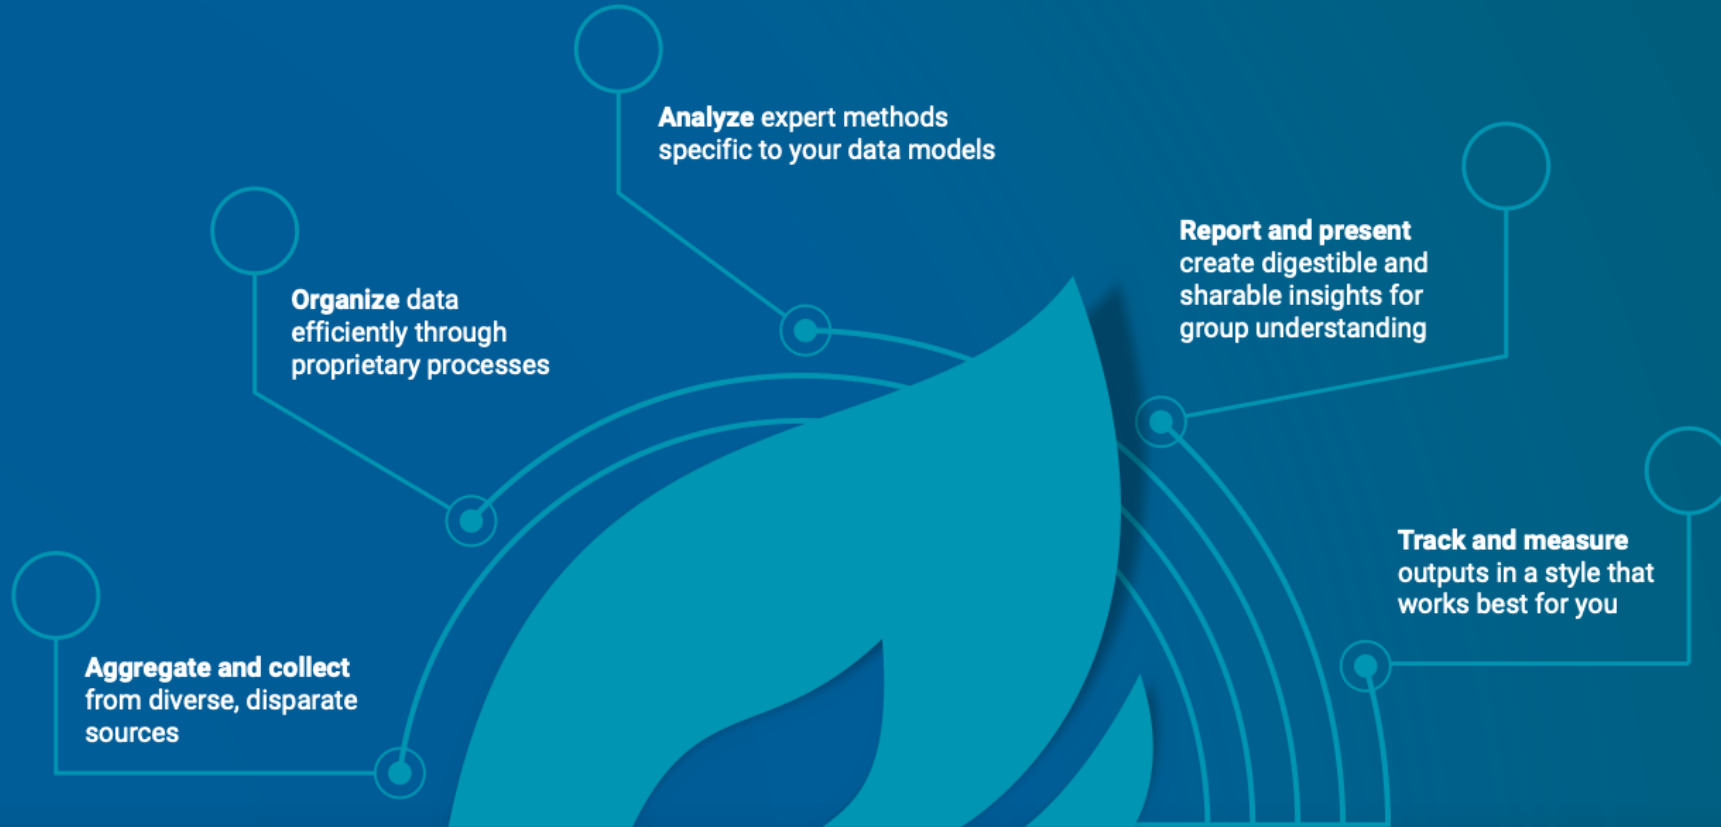 Analyze expert methods
specific to your data models
Organize data
efficiently through
proprietary processes
Report and present
create digestible and
sharable insights for
group understanding
Aggregate and collect
from diverse, disparate
sources
Track and measure
outputs in a style that
works best for you